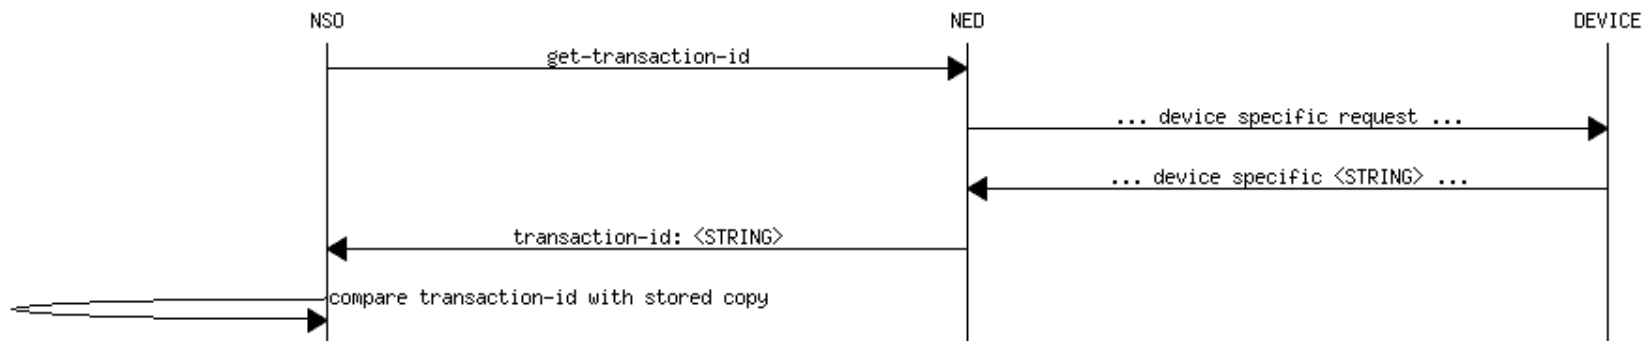 NSO NED DEVICE
get-transaction-id
... device specific request ...
... device specific <STRING> ...
transaction-id: <STRING>
compare transaction-id with stored copy